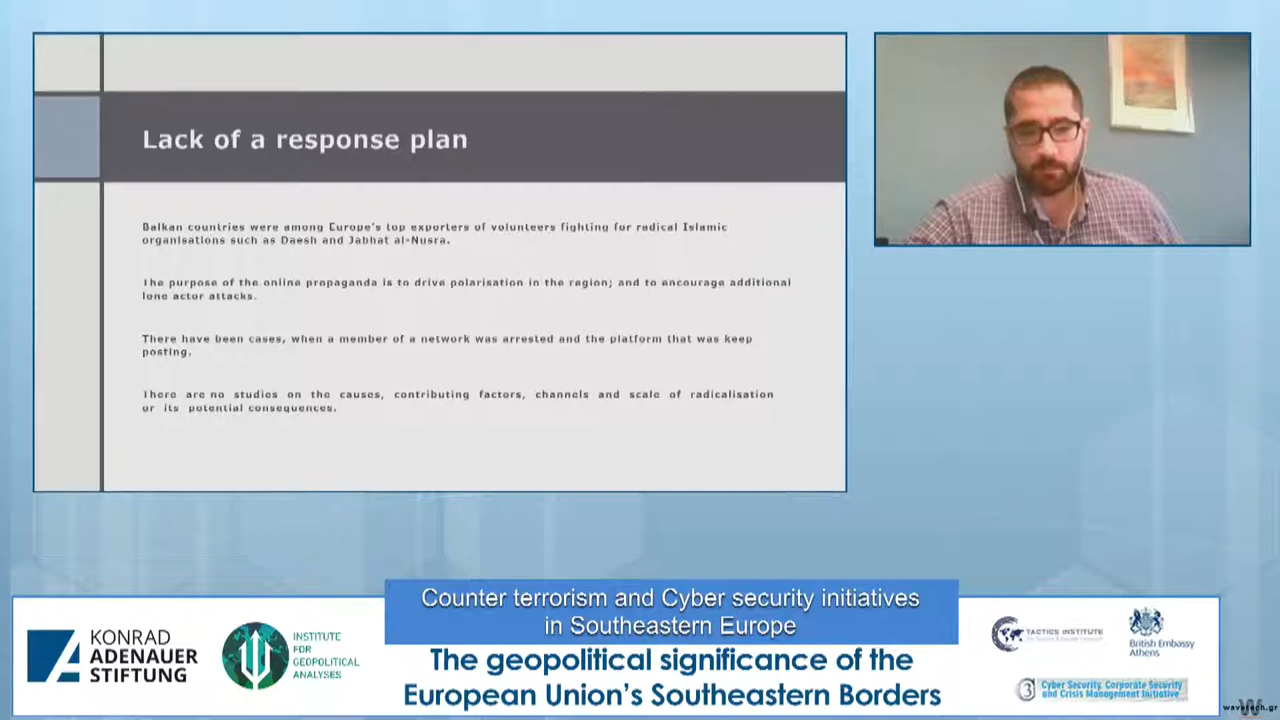 Lack of a response plan
Balkan countries were among Europe's top exporters of volunteers fighting for radical Islamic
organisations such as Daesh and Jabhat al-Nusra.
The purpose of the online propaganda is to drive polarisation in the region; and to encourage additional
lone actor attacks.
There have been cases, when a member of a network was arrested and the platform that was keep
posting.
There are no studies on the causes, contributing factors, channels and scale of radicalisation
or its potential consequences.
Counter terrorism and Cyber security initiatives
in Southeastern Europe
The geopolitical significance of the
European Union's Southeastern Borders
KONRAD
ADENAUER
STIFTUNG
INSTITUTE
FOR
GEOPOLITICAL
ANALYSES
TACTICS INSTITUTE
British Embassy
Athens
3
Cyber Security, Corporate Security
and Crisis Management Initiative
wavetech.gr